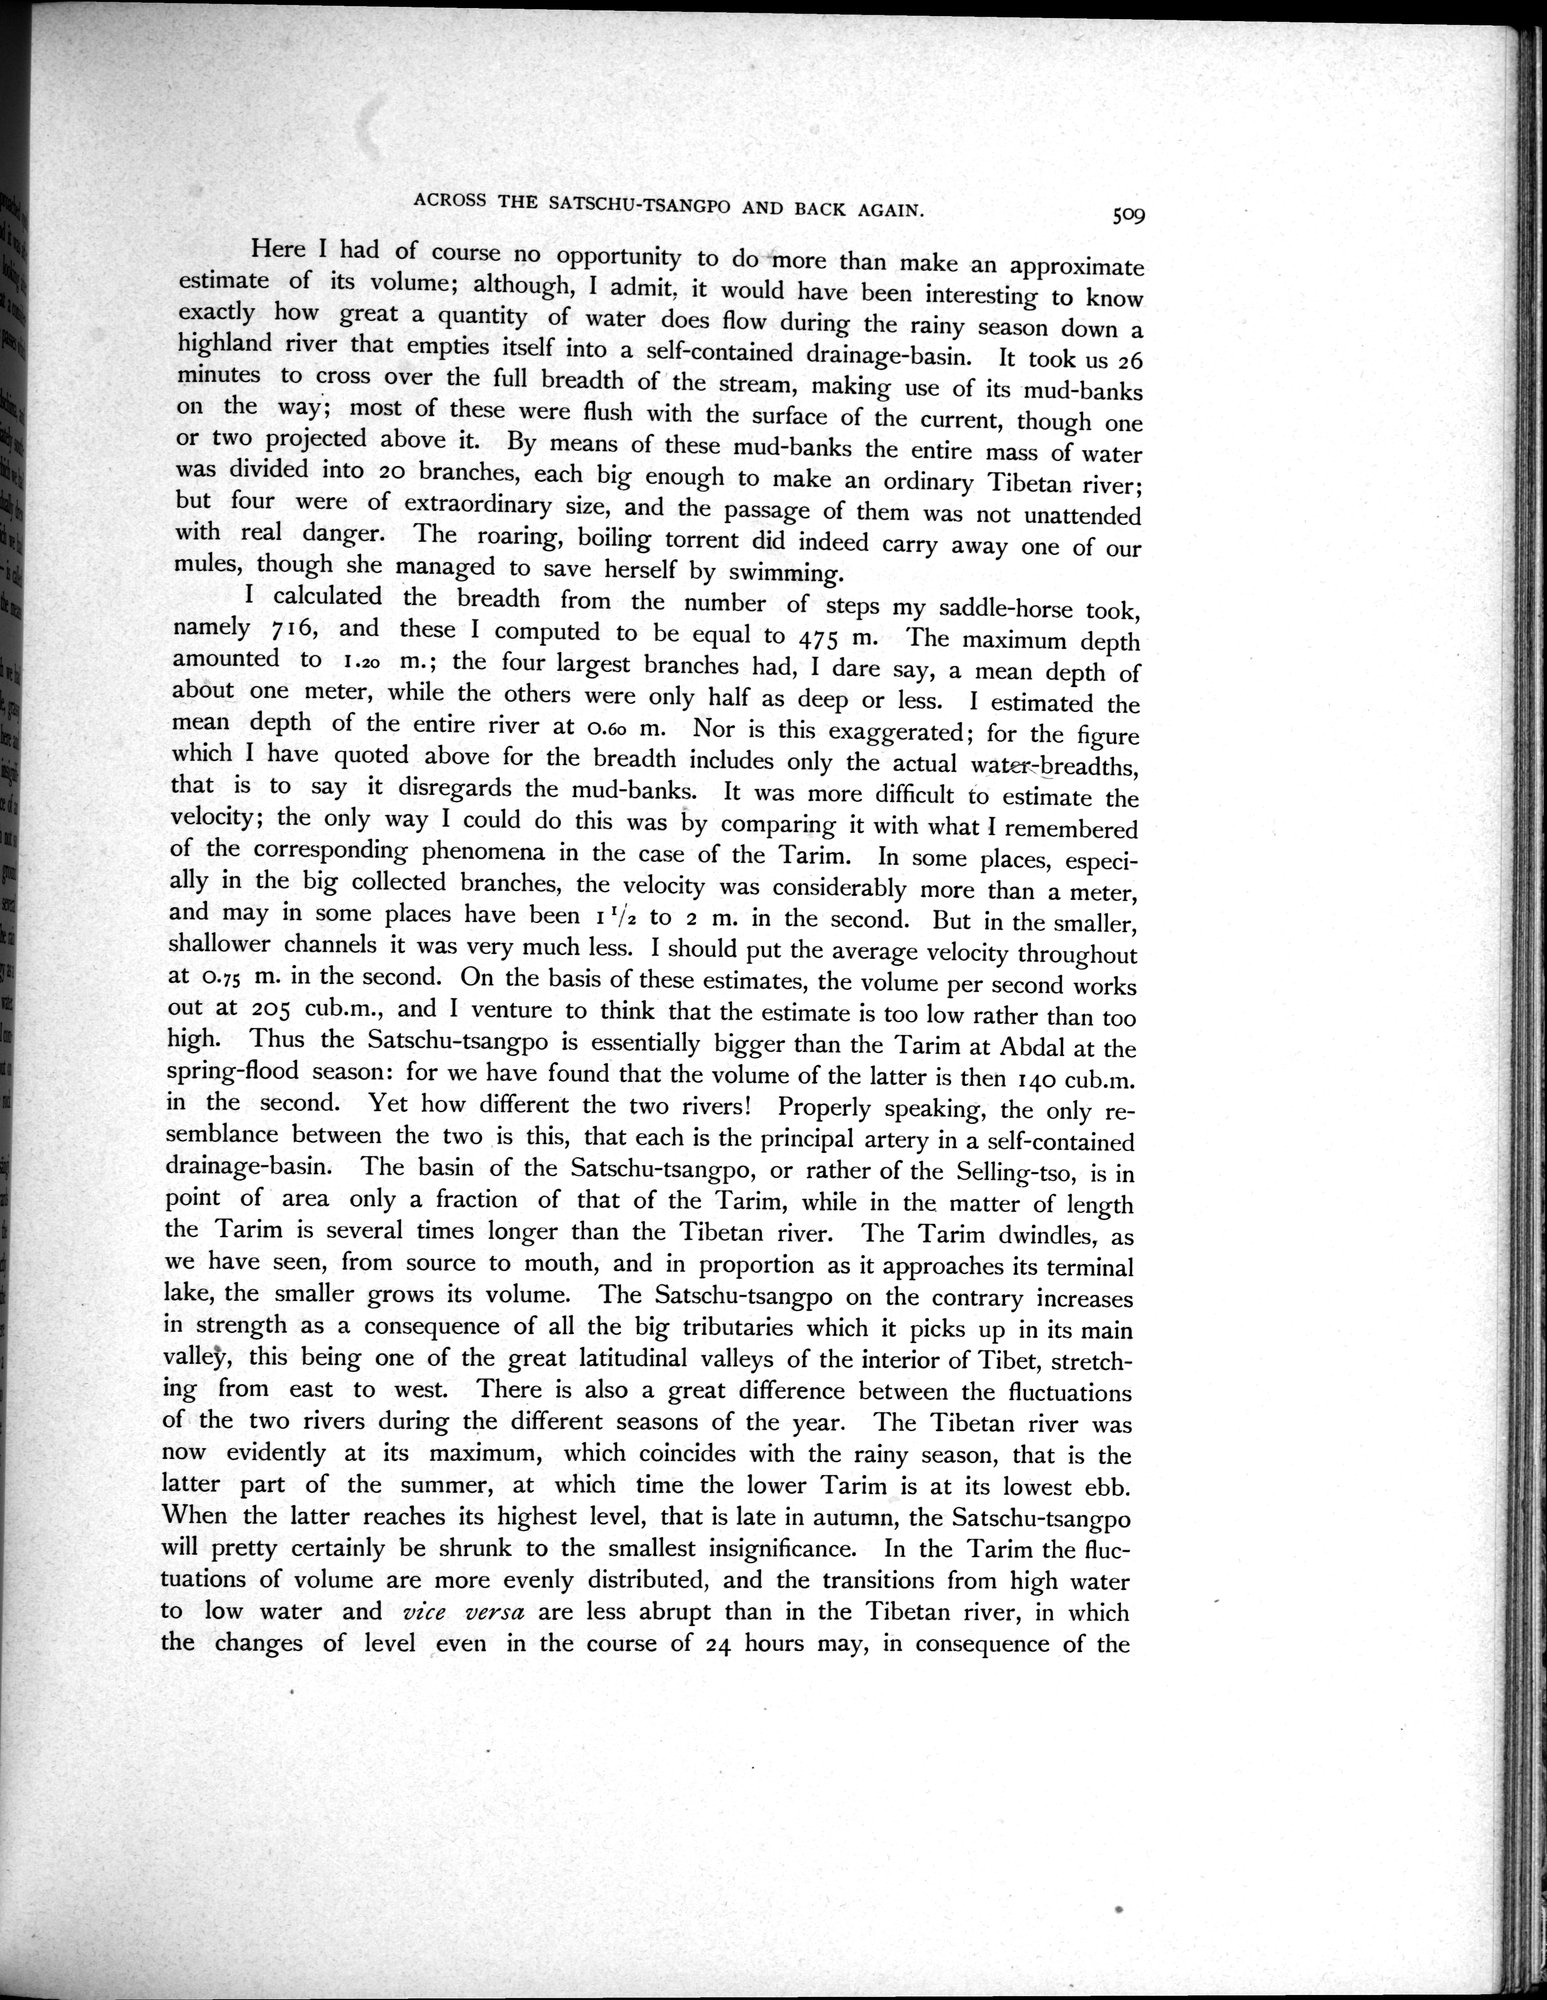 ACROSS THE SATSCHU-TSANGPO AND BACK AGAIN. 509
Here I had of course no opportunity to do more than make an approximate
estimate of its volume; although, I admit, it would have been interesting to know
exactly how great a quantity of water does flow during the rainy season down a
highland river that empties itself into a self-contained drainage-basin. It took us 26
minutes to cross over the full breadth of the stream, making use of its mud-banks
on the way; most of these were flush with the surface of the current, though one
or two projected above it. By means of these mud-banks the entire mass of water
was divided into 20 branches, each big enough to make an ordinary Tibetan river;
but four were of extraordinary size, and the passage of them was not unattended
with real danger. The roaring, boiling torrent did indeed carry away one of our
mules, though she managed to save herself by swimming.
I calculated the breadth from the number of steps my saddle-horse took,
namely 716, and these I computed to be equal to 475 m. The maximum depth
amounted to 1.20 m.; the four largest branches had, I dare say, a mean depth of
about one meter, while the others were only half as deep or less. I estimated the
mean depth of the entire river at 0.60 m. Nor is this exaggerated; for the figure
which I have quoted above for the breadth includes only the actual water-breadths,
that is to say it disregards the mud-banks. It was more difficult to estimate the
velocity; the only way I could do this was by comparing it with what I remembered
of the corresponding phenomena in the case of the Tarim. In some places, especi-
ally in the big collected branches, the velocity was considerably more than a meter,
and may in some places have been 1 1/2 to 2 m. in the second. But in the smaller,
shallower channels it was very much less. I should put the average velocity throughout
at 0.75 m. in the second. On the basis of these estimates, the volume per second works
out at 205 cub.m., and I venture to think that the estimate is too low rather than too
high. Thus the Satschu-tsangpo is essentially bigger than the Tarim at Abdal at the
spring-flood season: for we have found that the volume of the latter is then 140 cub.m.
in the second. Yet how different the two rivers! Properly speaking, the only re-
semblance between the two is this, that each is the principal artery in a self-contained
drainage-basin. The basin of the Satschu-tsangpo, or rather of the Selling-tso, is in
point of area only a fraction of that of the Tarim, while in the matter of length
the Tarim is several times longer than the Tibetan river. The Tarim dwindles, as
we have seen, from source to mouth, and in proportion as it approaches its terminal
lake, the smaller grows its volume. The Satschu-tsangpo on the contrary increases
in strength as a consequence of all the big tributaries which it picks up in its main
valley, this being one of the great latitudinal valleys of the interior of Tibet, stretch-
ing from east to west. There is also a great difference between the fluctuations
of the two rivers during the different seasons of the year. The Tibetan river was
now evidently at its maximum, which coincides with the rainy season, that is the
latter part of the summer, at which time the lower Tarim is at its lowest ebb.
When the latter reaches its highest level, that is late in autumn, the Satschu-tsangpo
will pretty certainly be shrunk to the smallest insignificance. In the Tarim the fluc-
tuations of volume are more evenly distributed, and the transitions from high water
to low water and vice versa are less abrupt than in the Tibetan river, in which
the changes of level even in the course of 24 hours may, in consequence of the